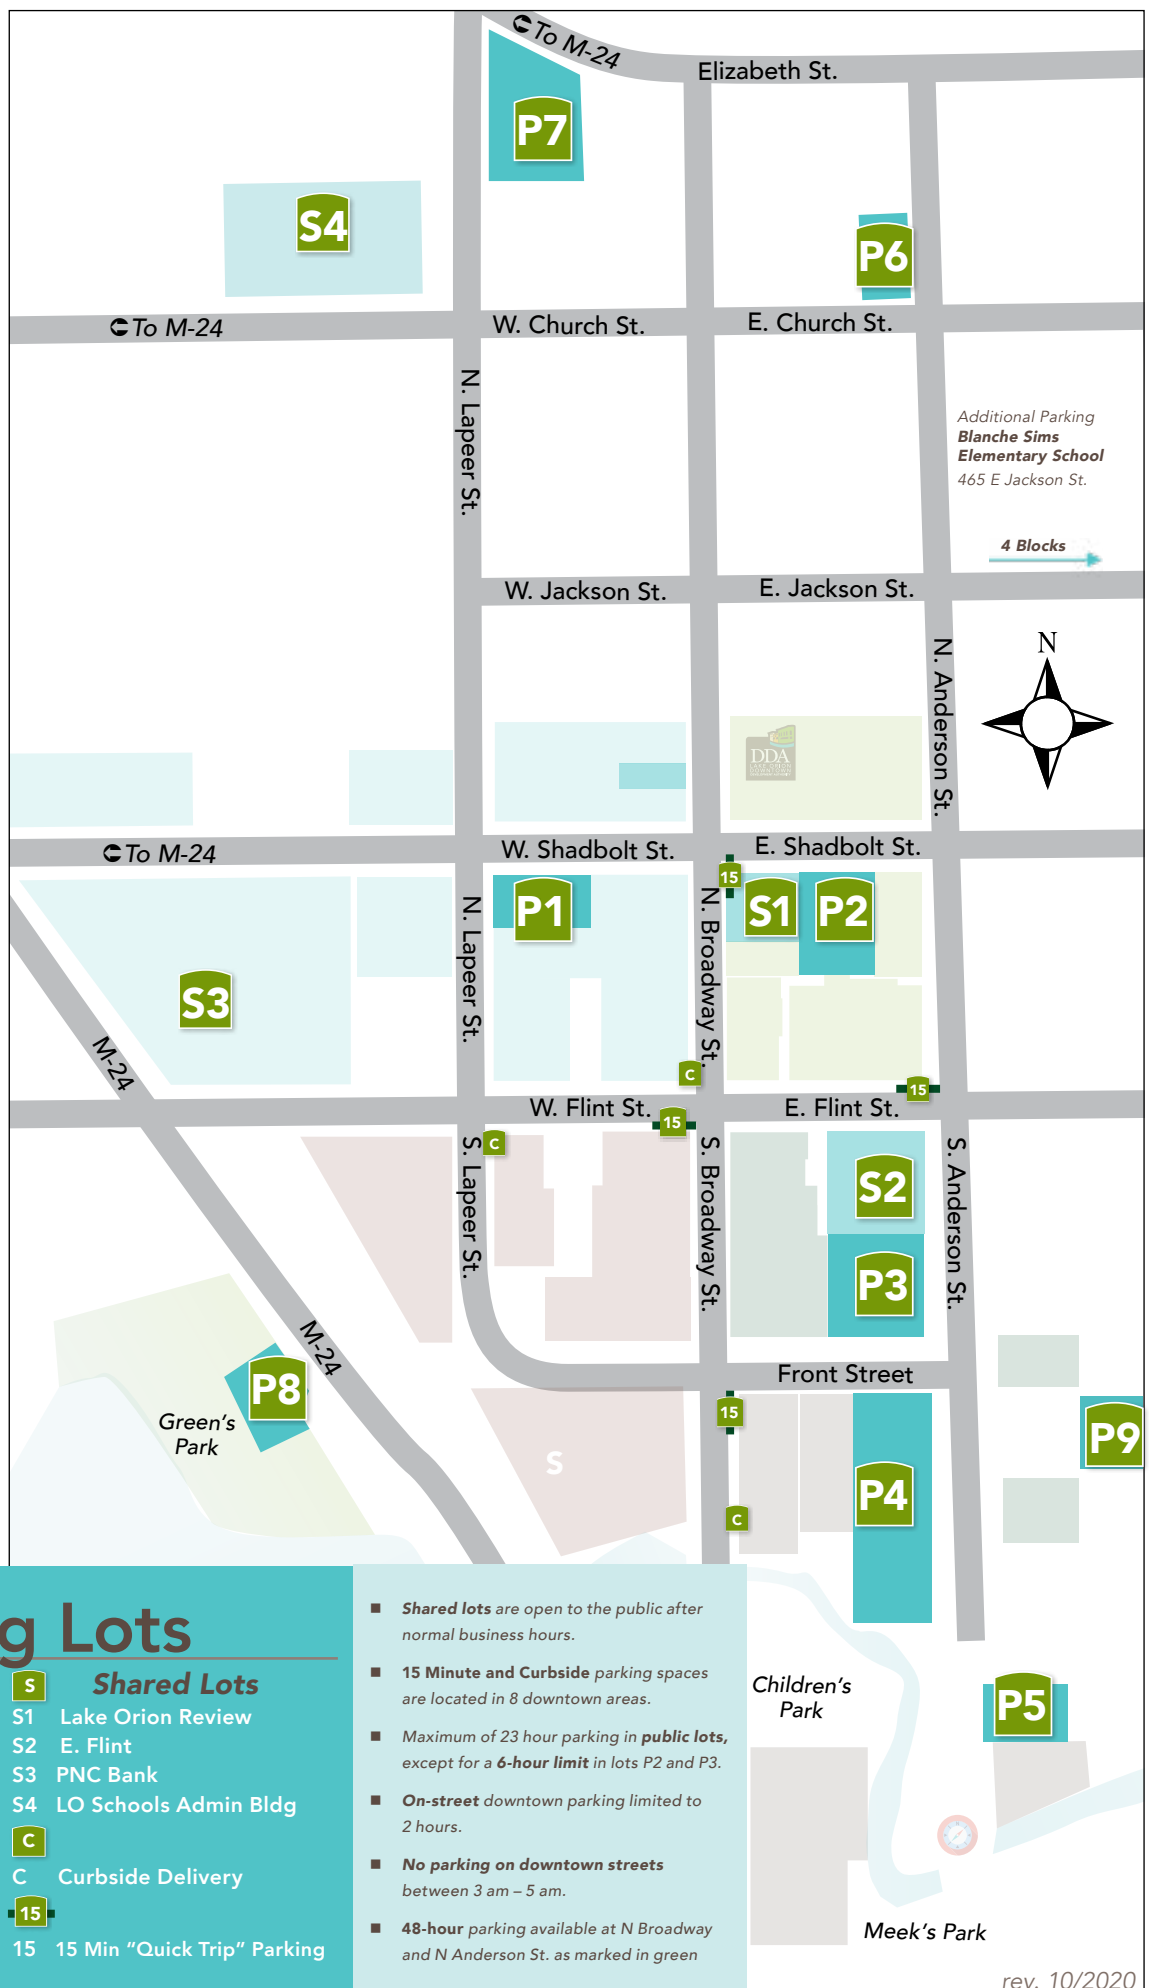 To M-24
Elizabeth St.
P7
S4
P6
To M-24
W. Church St.
E. Church St.
N. Lapeer St.
Additional Parking
Blanche Sims
Elementary School
465 E Jackson St.
4 Blocks
W. Jackson St.
E. Jackson St.
N
N. Anderson St.
DDA
To M-24
W. Shadbolt St.
E. Shadbolt St.
15
P1
S1
P2
N. Lapeer St.
N. Broadway St.
S3
M-24
C
15
W. Flint St.
E. Flint St.
15
C
S. Lapeer St.
S. Broadway St.
S. Anderson St.
S2
P3
M-24
Front Street
P8
Green's
Park
15
P9
S
P4
C
g Lots
S
Shared Lots
S1 Lake Orion Review
S2 E. Flint
S3 PNC Bank
S4 LO Schools Admin Bldg
C
C Curbside Delivery
15
15 15 Min “Quick Trip” Parking
■ Shared lots are open to the public after
normal business hours.
■ 15 Minute and Curbside parking spaces
are located in 8 downtown areas.
■ Maximum of 23 hour parking in public lots,
except for a 6-hour limit in lots P2 and P3.
■ On-street downtown parking limited to
2 hours.
■ No parking on downtown streets
between 3 am – 5 am.
■ 48-hour parking available at N Broadway
and N Anderson St. as marked in green
Children's
Park
P5
Meek's Park
rev. 10/2020